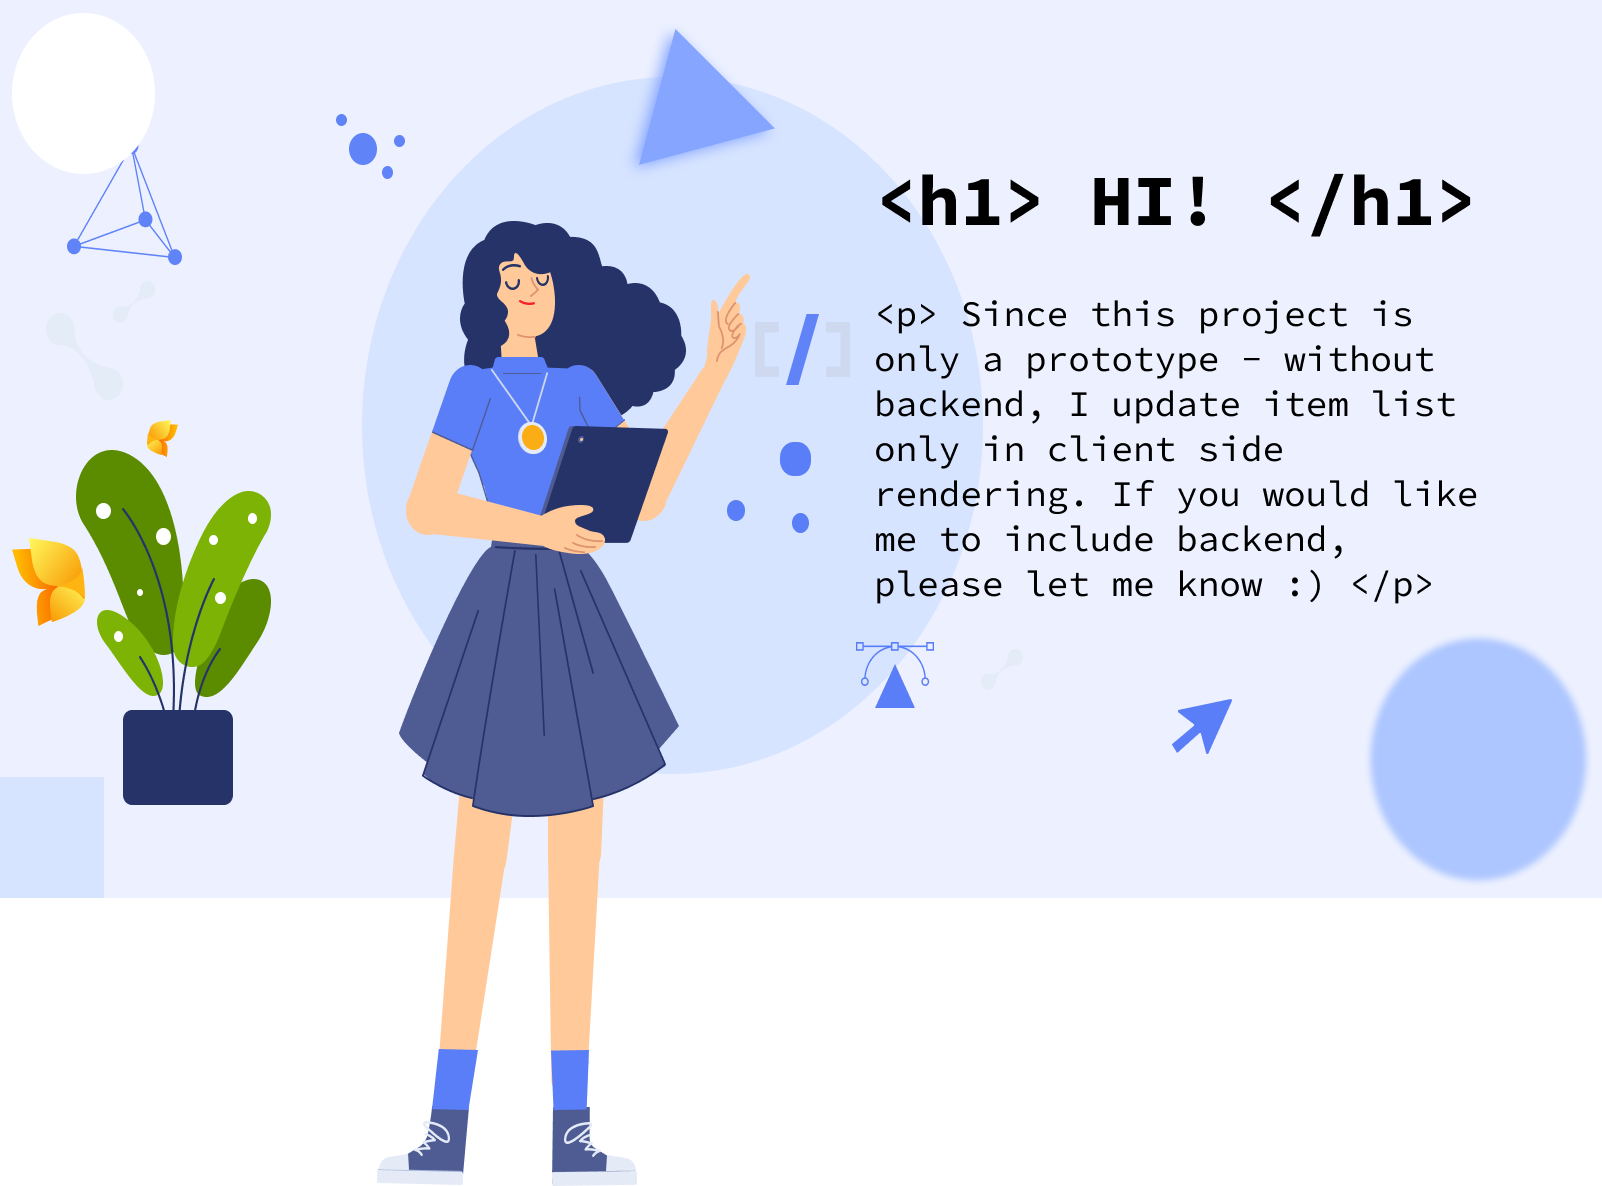 <h1> HI! </h1>
[/]
<p> Since this project is
only a prototype - without
backend, I update item list
only in client side
rendering. If you would like
me to include backend,
please let me know :) </p>